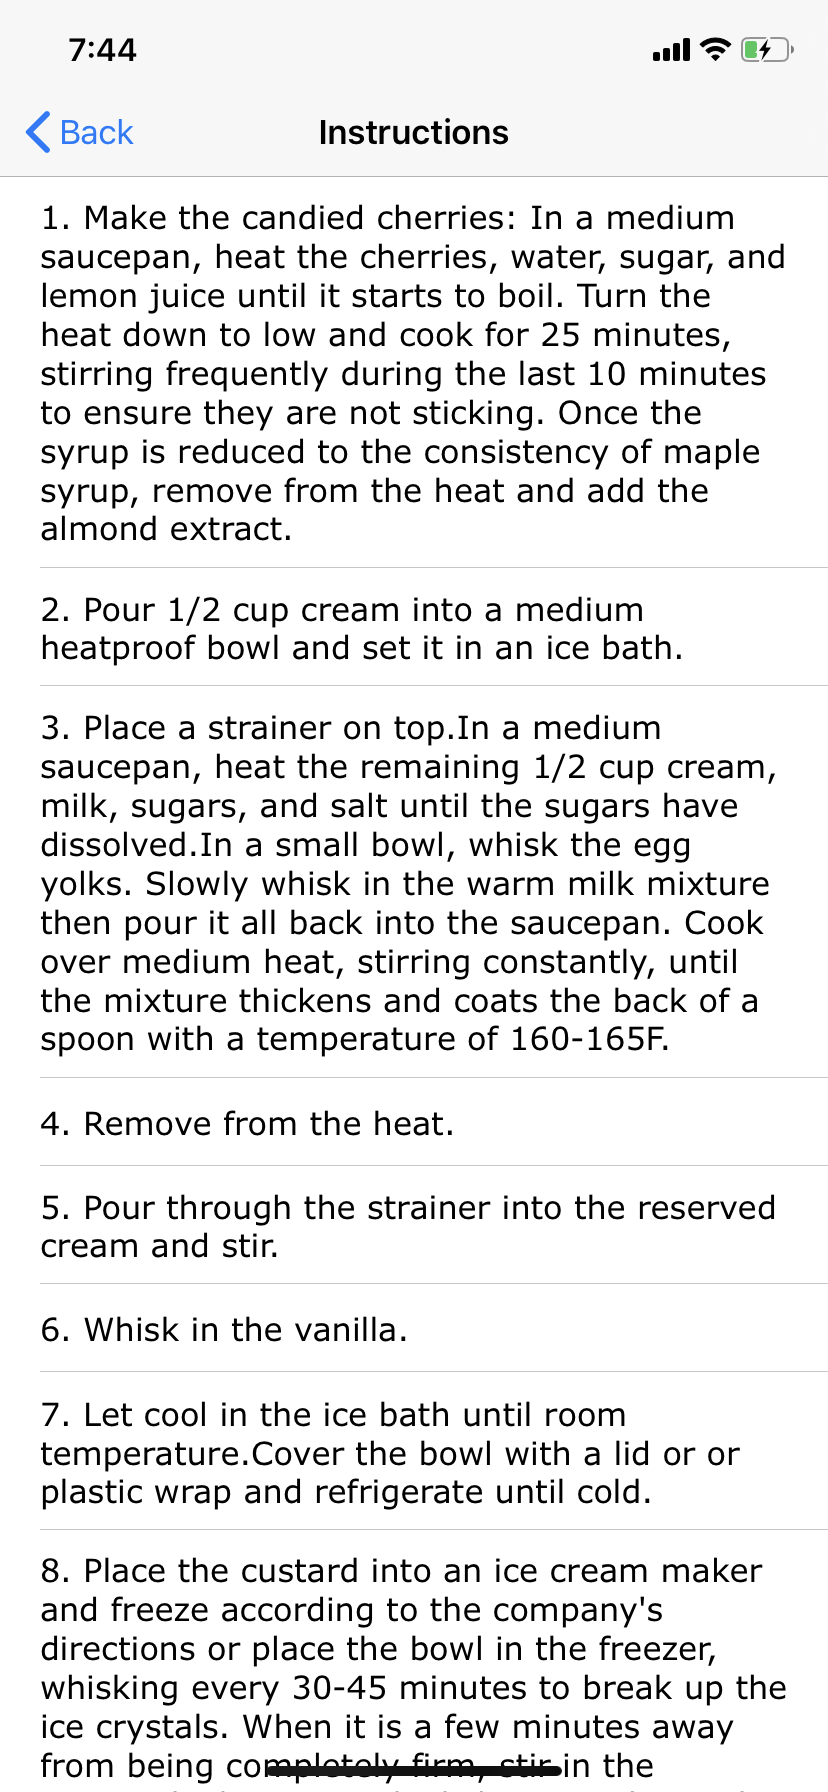 7:44
Back
Instructions
1. Make the candied cherries: In a medium
saucepan, heat the cherries, water, sugar, and
lemon juice until it starts to boil. Turn the
heat down to low and cook for 25 minutes,
stirring frequently during the last 10 minutes
to ensure they are not sticking. Once the
syrup is reduced to the consistency of maple
syrup, remove from the heat and add the
almond extract.
2. Pour 1/2 cup cream into a medium
heatproof bowl and set it in an ice bath.
3. Place a strainer on top.In a medium
saucepan, heat the remaining 1/2 cup cream,
milk, sugars, and salt until the sugars have
dissolved.In a small bowl, whisk the egg
yolks. Slowly whisk in the warm milk mixture
then pour it all back into the saucepan. Cook
over medium heat, stirring constantly, until
the mixture thickens and coats the back of a
spoon with a temperature of 160-165F.
4. Remove from the heat.
5. Pour through the strainer into the reserved
cream and stir.
6. Whisk in the vanilla.
7. Let cool in the ice bath until room
temperature.Cover the bowl with a lid or or
plastic wrap and refrigerate until cold.
8. Place the custard into an ice cream maker
and freeze according to the company's
directions or place the bowl in the freezer,
whisking every 30-45 minutes to break up the
ice crystals. When it is a few minutes away
from being completely firm, stir in the